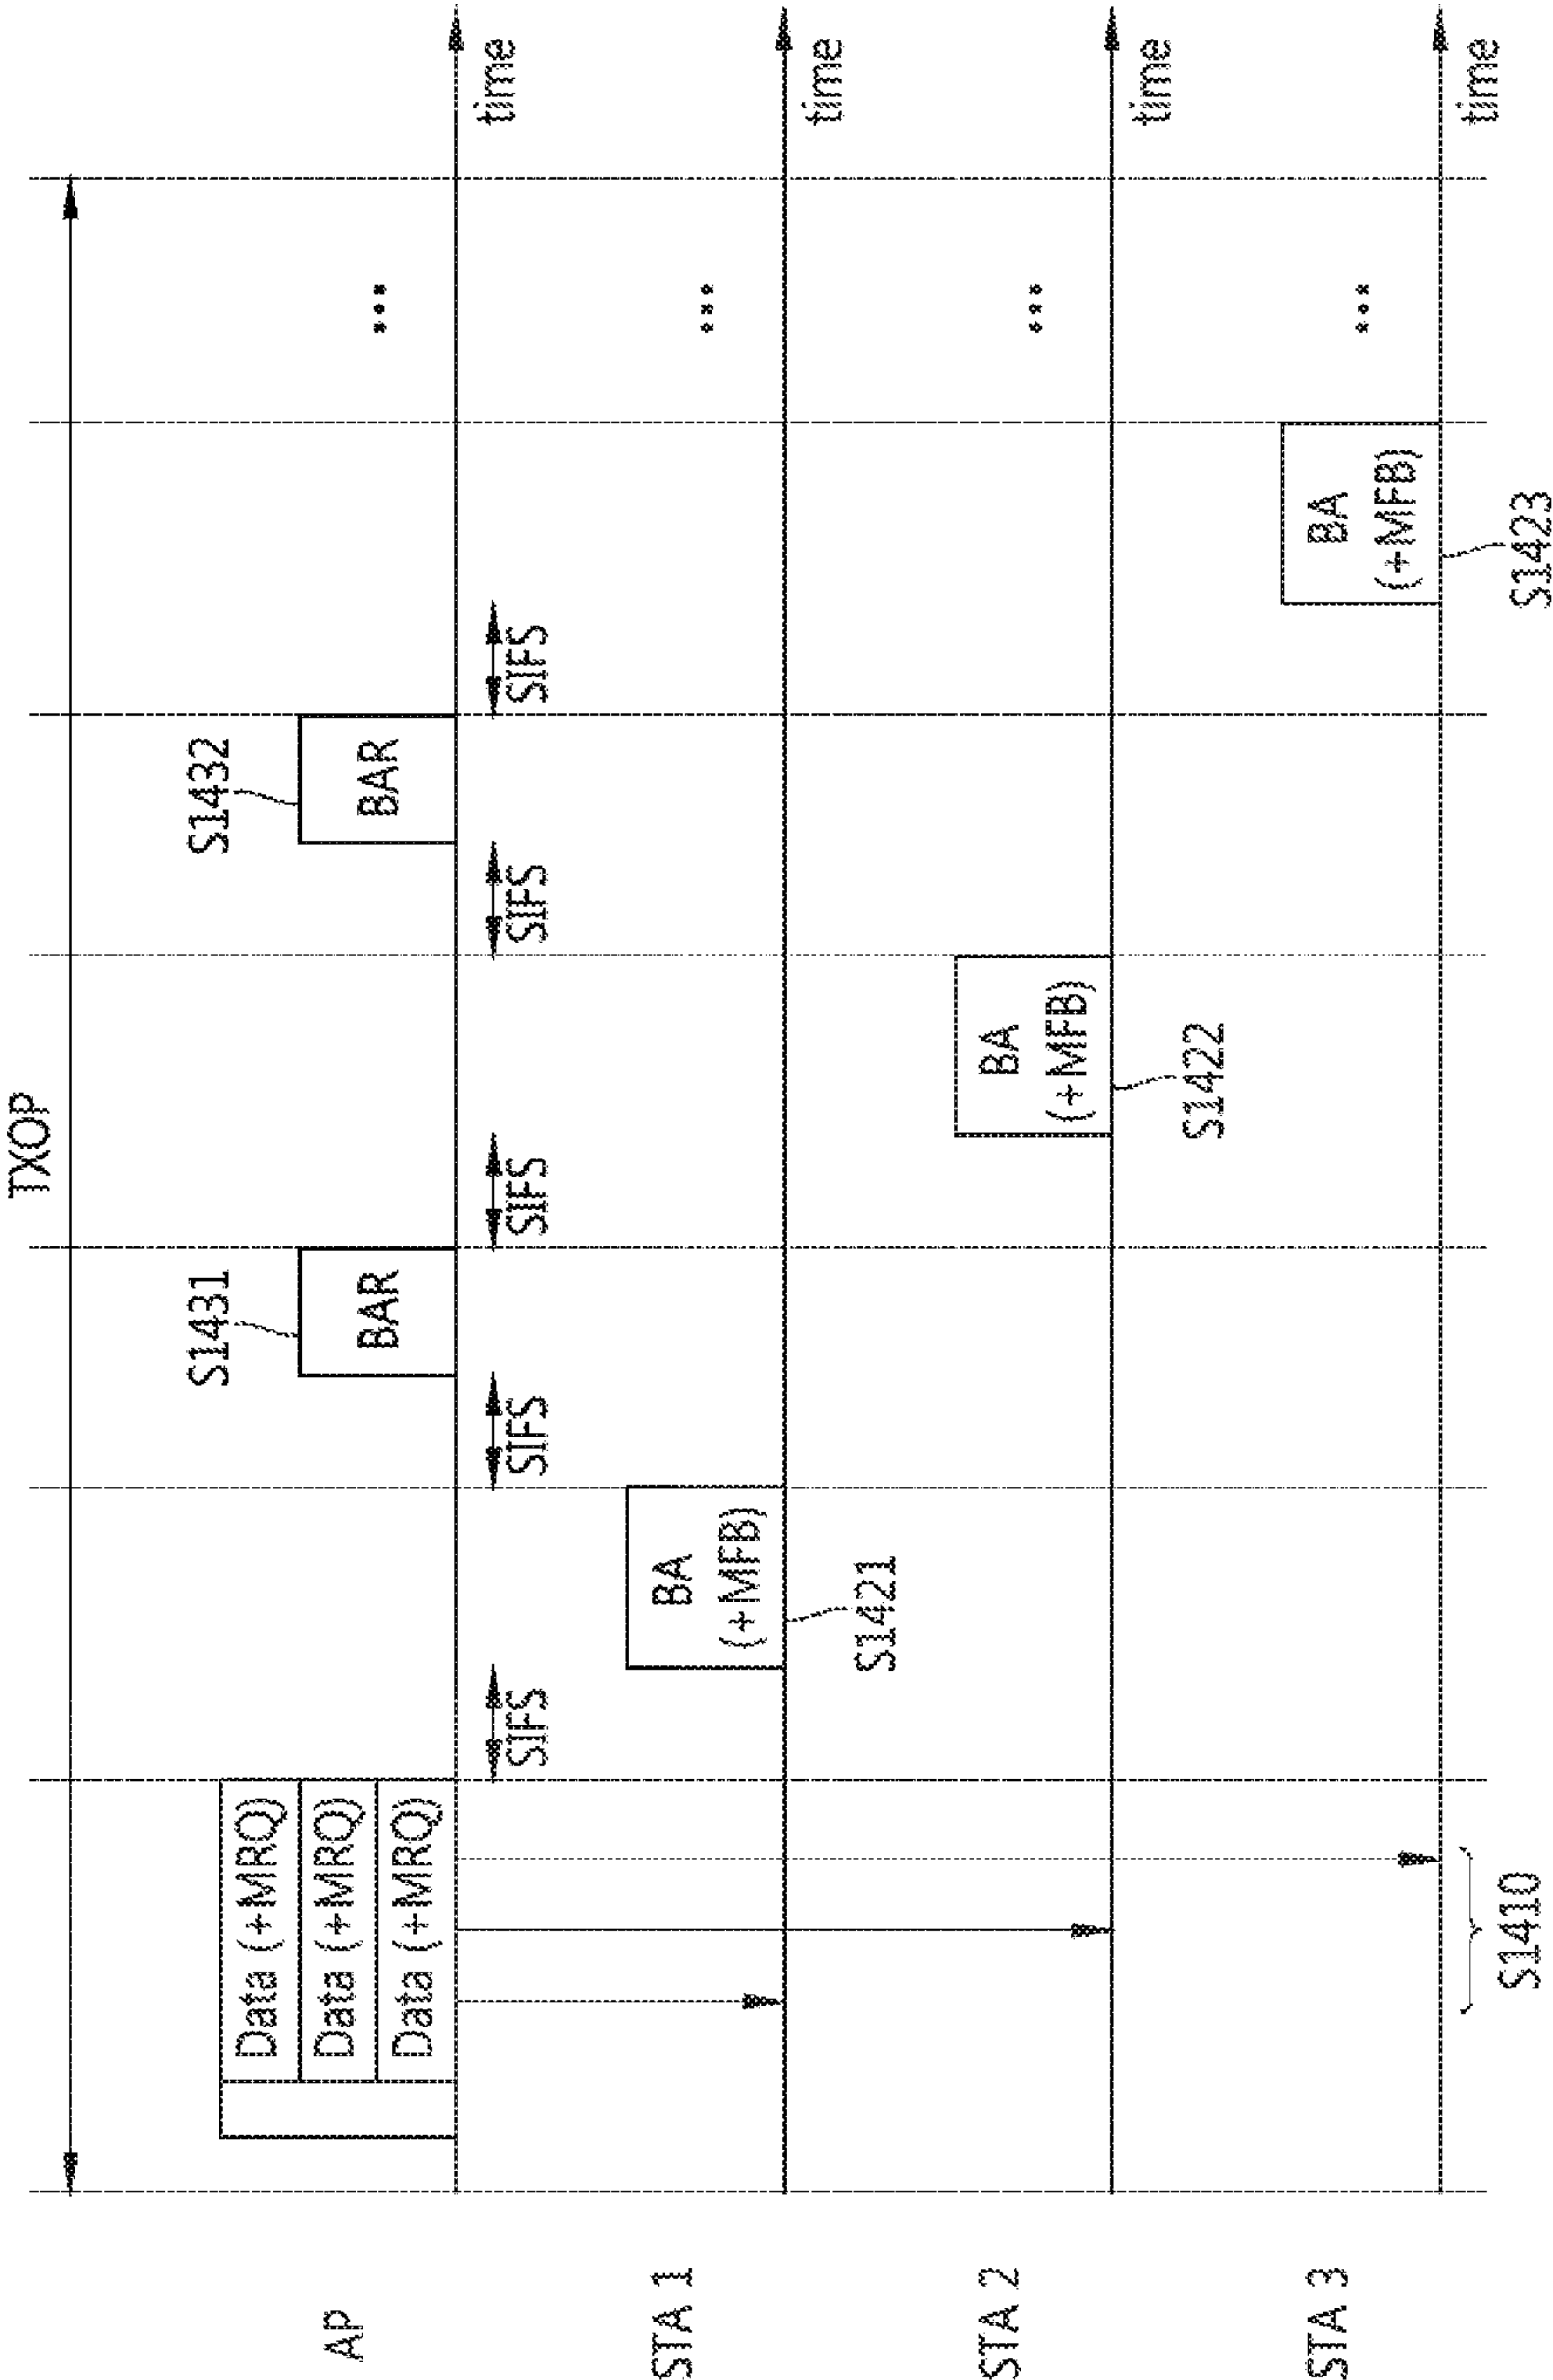 TXOP
S1431
S1432
AP
Data (+MRQ)
Data (+MRQ)
Data (+MRQ)
BAR
BAR
...
time
SIFS
SIFS
SIFS
SIFS
SIFS
STA 1
BA
(+MFB)
...
time
S1421
STA 2
BA
(+MFB)
...
time
S1422
STA 3
BA
(+MFB)
...
time
S1410
S1423